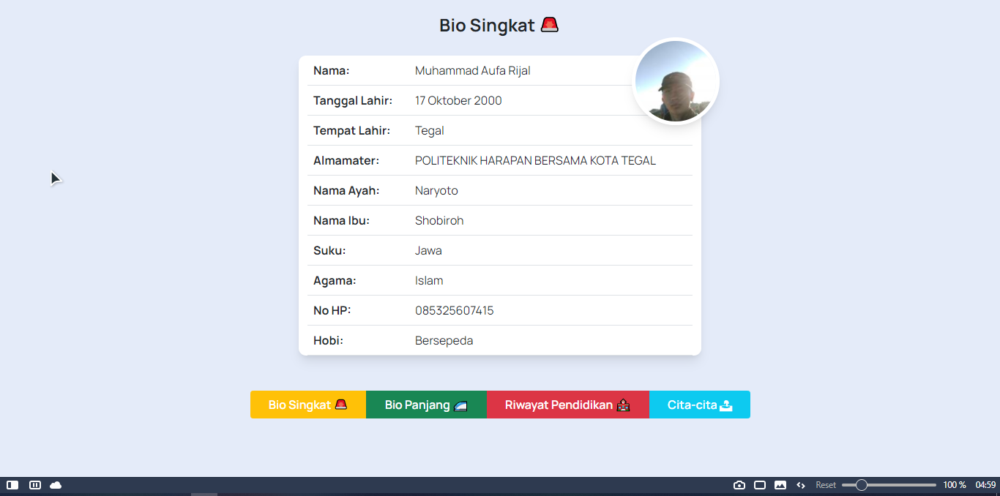 Bio Singkat 🚨
Nama: Muhammad Aufa Rijal
Tanggal Lahir: 17 Oktober 2000
Tempat Lahir: Tegal
Almamater: POLITEKNIK HARAPAN BERSAMA KOTA TEGAL
Nama Ayah: Naryoto
Nama Ibu: Shobiroh
Suku: Jawa
Agama: Islam
No HP: 085325607415
Hobi: Bersepeda
Bio Singkat Bio Panjang Riwayat Pendidikan Cita-cita
Reset 100 % 04:59